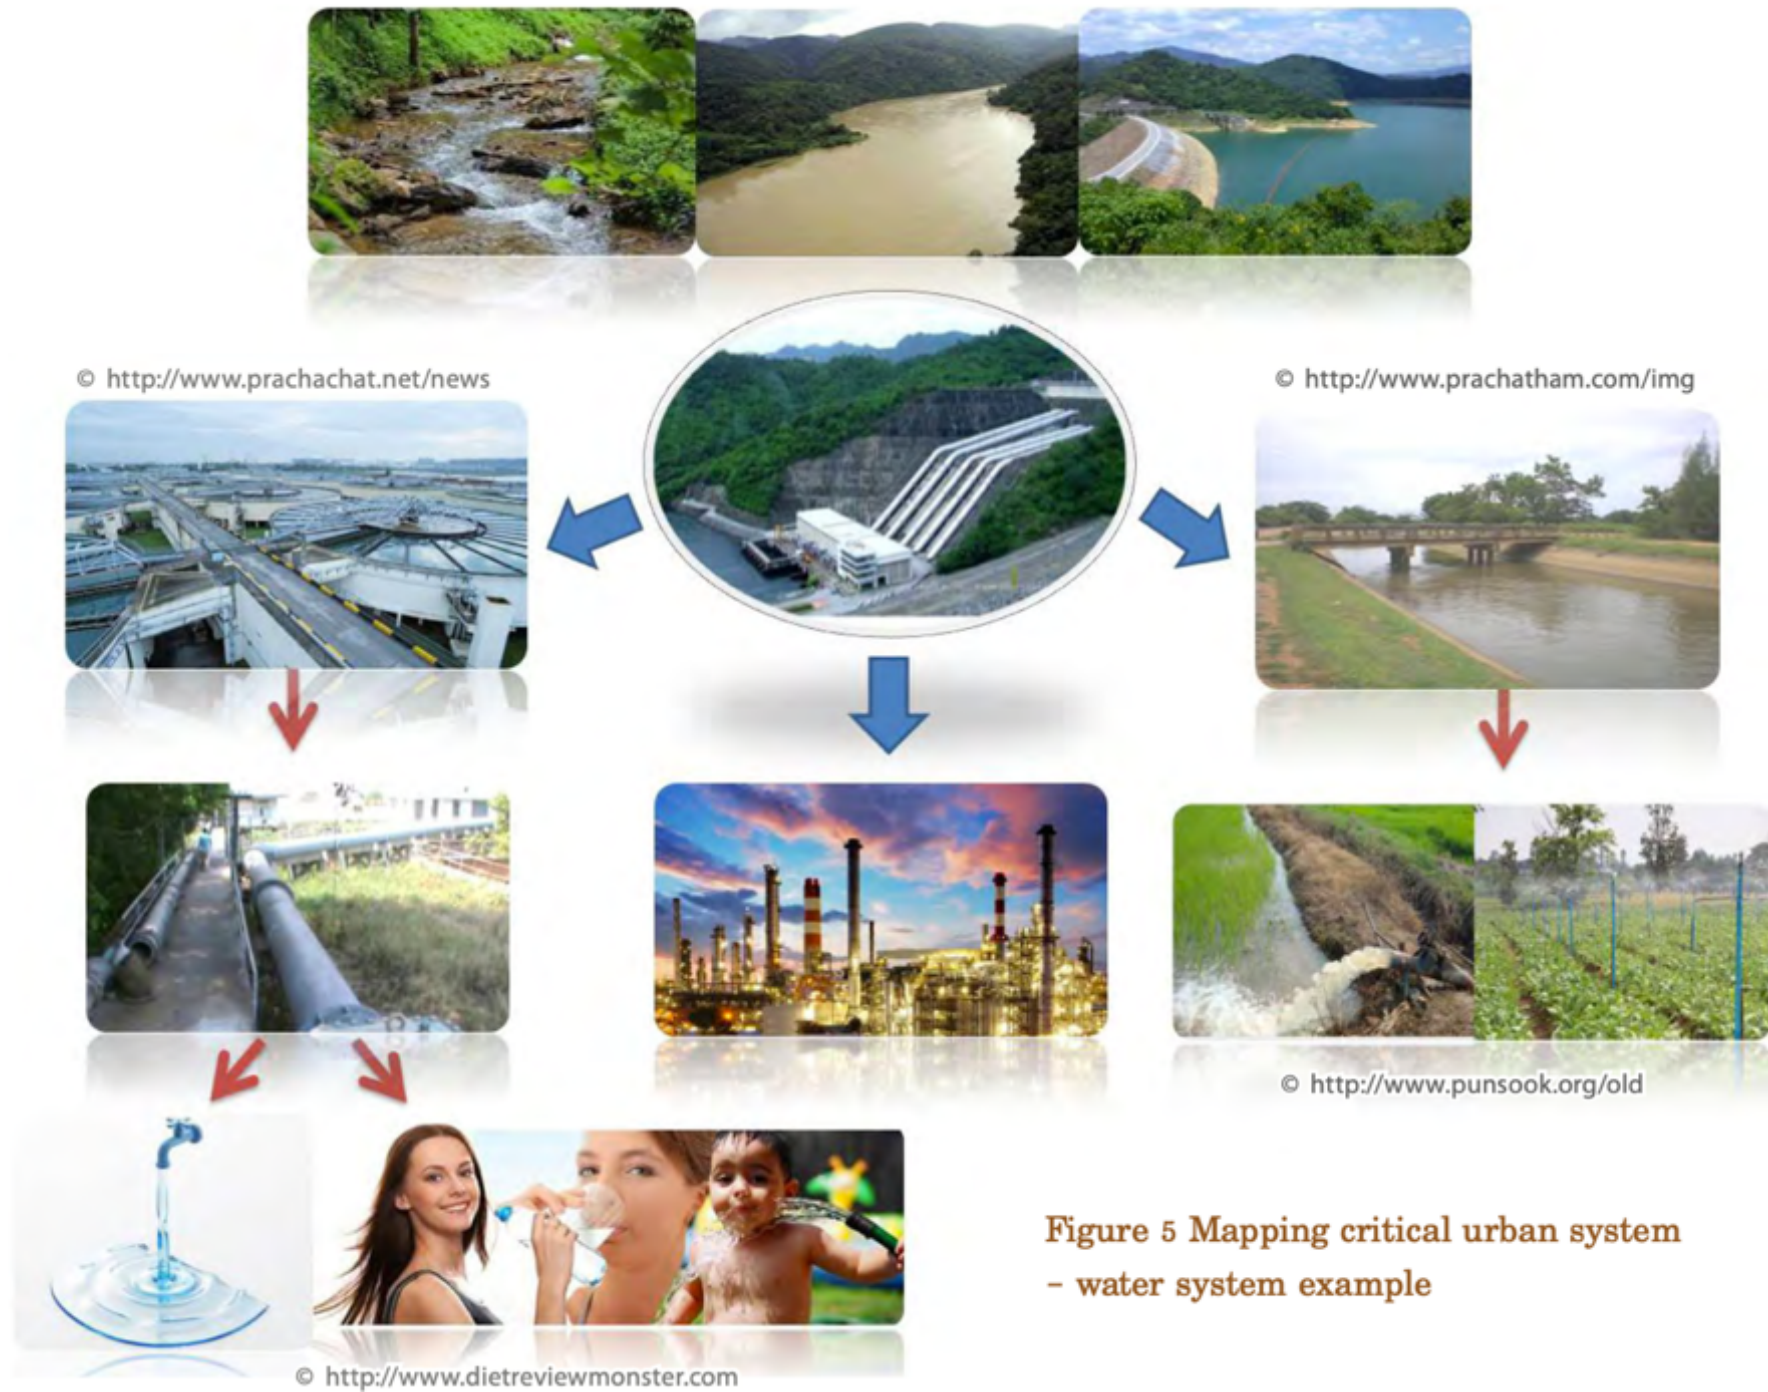 © http://www.prachachat.net/news
© http://www.prachatham.com/img
© http://www.punsook.org/old
Figure 5 Mapping critical urban system
– water system example
© http://www.dietreviewmonster.com